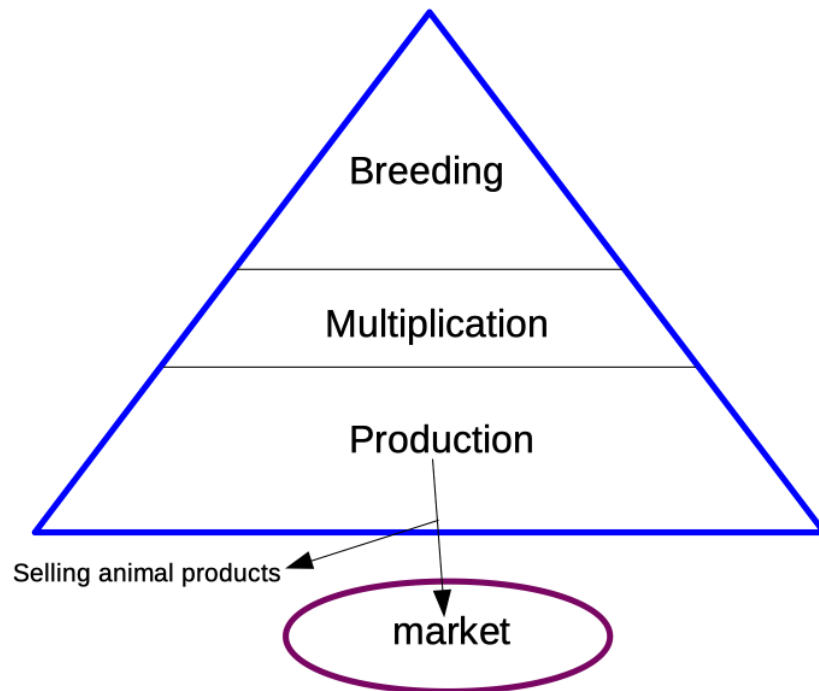 Breeding
Multiplication
Production
Selling animal products
market